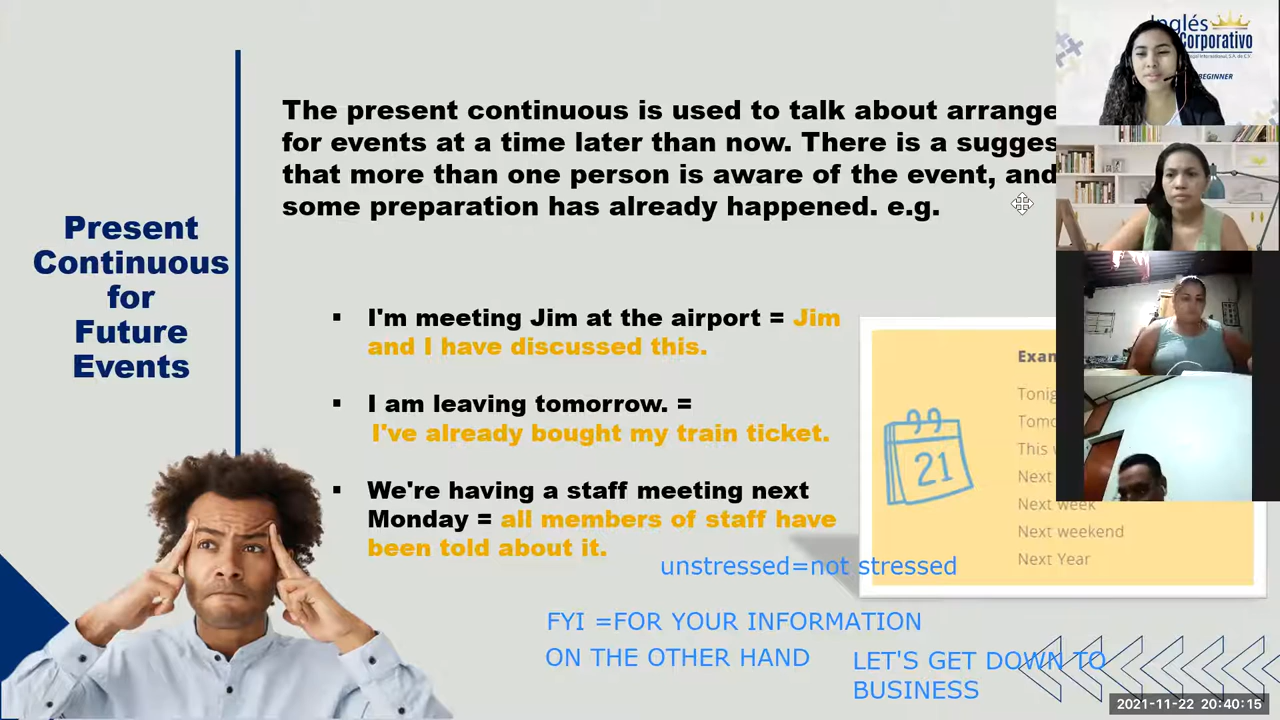 Present
Continuous
for
Future
Events
The present continuous is used to talk about arrange
for events at a time later than now. There is a sugges
that more than one person is aware of the event, and
some preparation has already happened. e.g.
▪ I'm meeting Jim at the airport = Jim
and I have discussed this.
▪ I am leaving tomorrow. =
I've already bought my train ticket.
▪ We're having a staff meeting next
Monday = all members of staff have
been told about it.
unstressed=not stressed
FYI =FOR YOUR INFORMATION
ON THE OTHER HAND
LET'S GET DOWN TO
BUSINESS
21
Exam
Tonig
Tomo
This w
Next
Next week
Next weekend
Next Year
Inglés
Corporativo
BEGINNER
2021-11-22 20:40:15